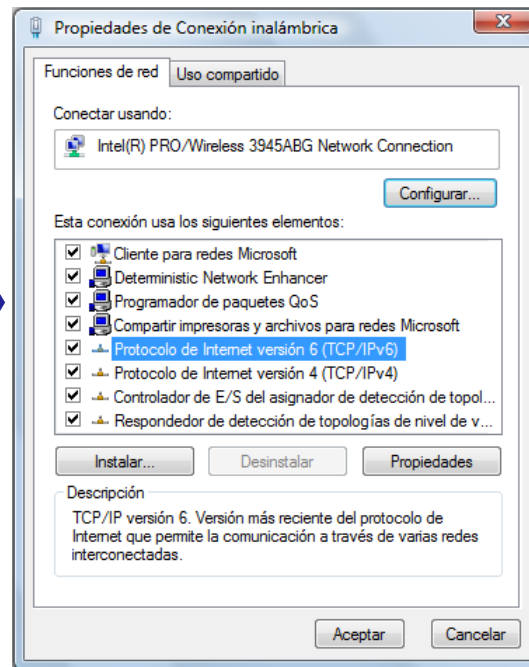 Propiedades de Conexión inalámbrica
Funciones de red
Uso compartido
Conectar usando:
Intel(R) PRO/Wireless 3945ABG Network Connection
Configurar...
Esta conexión usa los siguientes elementos:
Cliente para redes Microsoft
Deterministic Network Enhancer
Programador de paquetes QoS
Compartir impresoras y archivos para redes Microsoft
Protocolo de Internet versión 6 (TCP/IPv6)
Protocolo de Internet versión 4 (TCP/IPv4)
Controlador de E/S del asignador de detección de topol...
Respondedor de detección de topologías de nivel de v...
Instalar...
Desinstalar
Propiedades
Descripción
TCP/IP versión 6. Versión más reciente del protocolo de
Internet que permite la comunicación a través de varias redes
interconectadas.
Aceptar
Cancelar